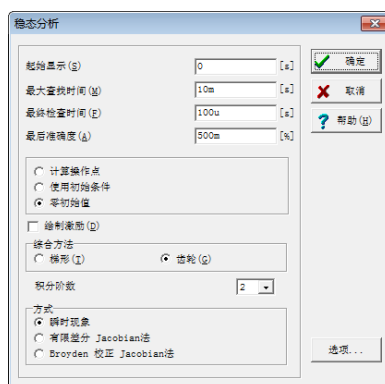 稳态分析
起始显示(S) 0 [s]
最大查找时间(M) 10m [s]
最终检查时间(F) 100u [s]
最后准确度(A) 500m [%]
确定
取消
帮助(H)
计算操作点
使用初始条件
零初始值
绘制激励(D)
综合方法
梯形(I) 齿轮(G)
积分阶数 2
方式
瞬时现象
有限差分 Jacobian法
Broyden 校正 Jacobian法
选项...